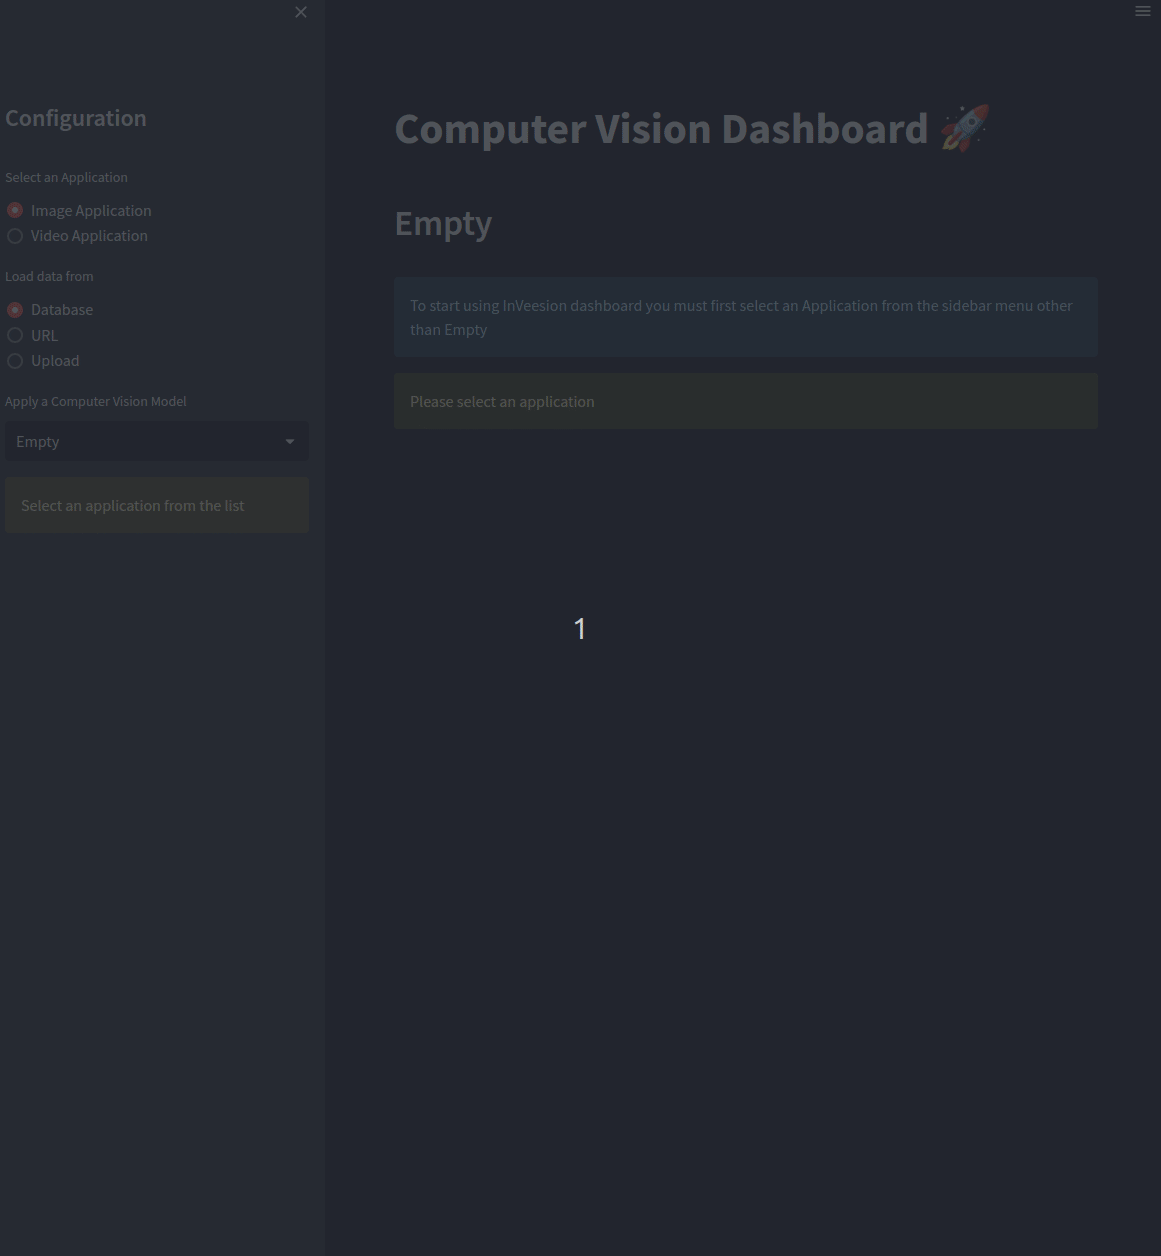 Configuration
Select an Application
Image Application
Video Application
Load data from
Database
URL
Upload
Apply a Computer Vision Model
Empty
Select an application from the list
Computer Vision Dashboard 🚀
Empty
To start using InVeesion dashboard you must first select an Application from the sidebar menu other
than Empty
Please select an application
1